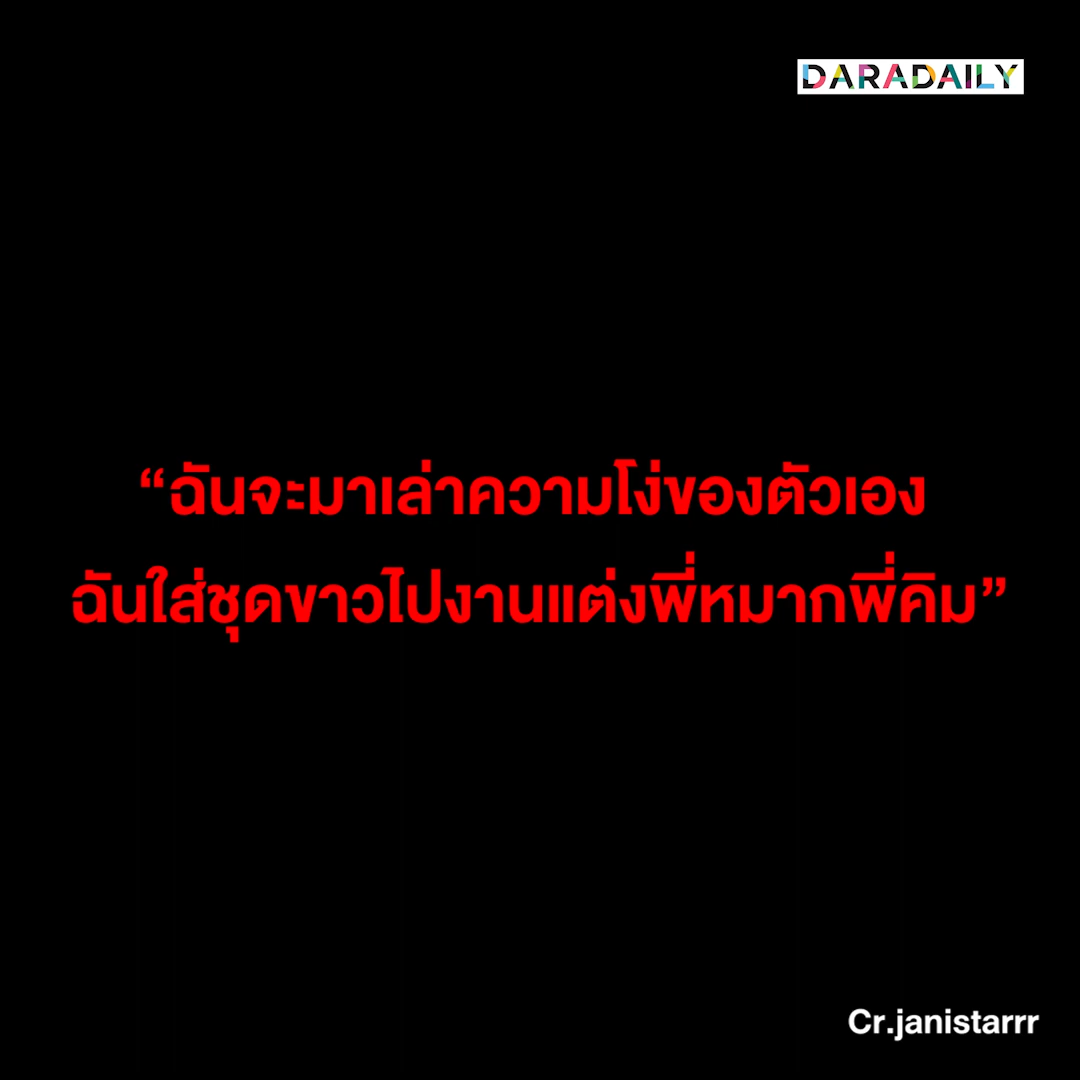 DARADAILY
“ฉันจะมาเล่าความโง่ของตัวเอง
ฉันใส่ชุดขาวไปงานแต่งพี่หมากพี่คิม”
Cr.janistarrr